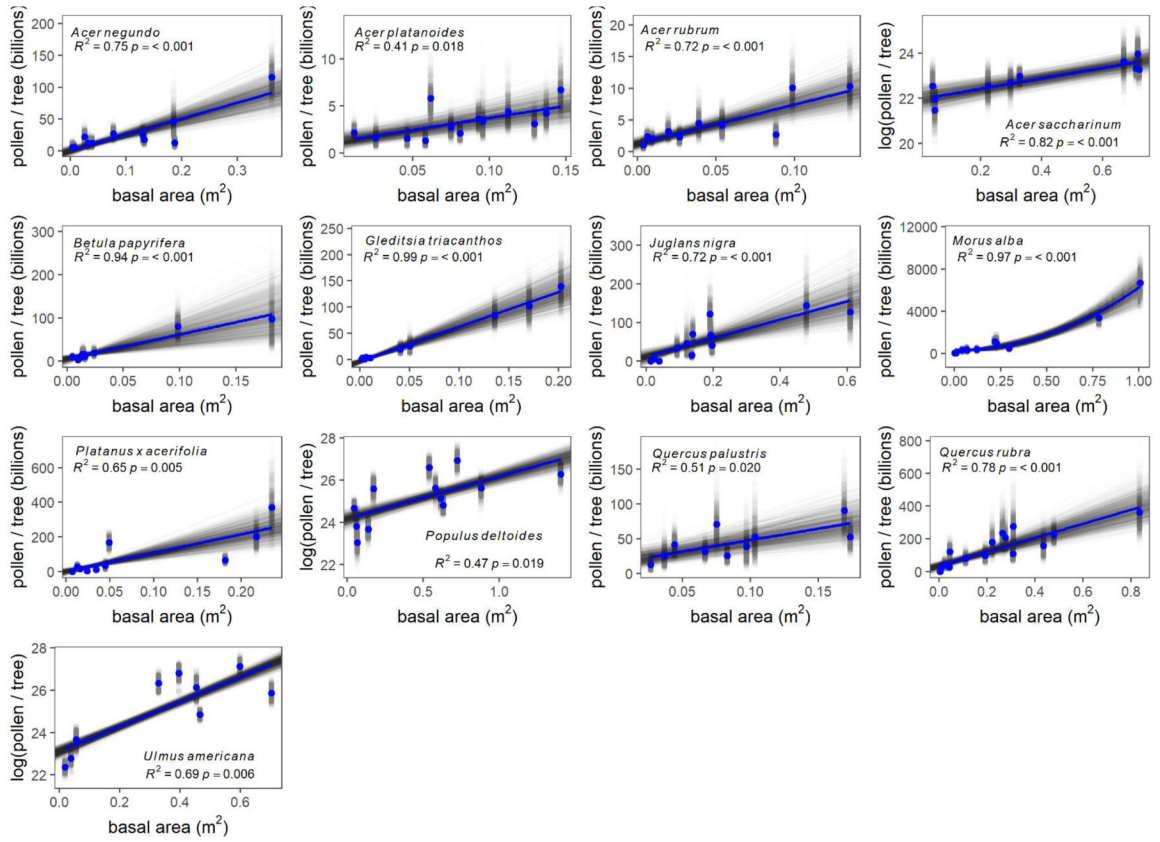 Acer negundo
R² = 0.75 p = < 0.001
pollen / tree (billions)
200
150
100
50
0
0.0 0.1 0.2 0.3
basal area (m²)
Acer platanoides
R² = 0.41 p = 0.018
pollen / tree (billions)
10
5
0
0.00 0.05 0.10 0.15
basal area (m²)
Acer rubrum
R² = 0.72 p = < 0.001
pollen / tree (billions)
15
10
5
0
0.00 0.05 0.10
basal area (m²)
log(pollen / tree)
24
22
20
Acer saccharinum
R² = 0.82 p = < 0.001
0.2 0.4 0.6
basal area (m²)
Betula papyrifera
R² = 0.94 p = < 0.001
pollen / tree (billions)
300
200
100
0
0.00 0.05 0.10 0.15
basal area (m²)
Gleditsia triacanthos
R² = 0.99 p = < 0.001
pollen / tree (billions)
250
200
150
100
50
0
0.00 0.05 0.10 0.15 0.20
basal area (m²)
Juglans nigra
R² = 0.72 p = < 0.001
pollen / tree (billions)
300
200
100
0
0.0 0.1 0.2 0.3 0.4 0.5 0.6
basal area (m²)
Morus alba
R² = 0.97 p = < 0.001
pollen / tree (billions)
12000
8000
4000
0
0.00 0.25 0.50 0.75 1.00
basal area (m²)
Platanus x acerifolia
R² = 0.65 p = 0.005
pollen / tree (billions)
600
400
200
0
0.00 0.05 0.10 0.15 0.20
basal area (m²)
log(pollen / tree)
28
26
24
22
Populus deltoides
R² = 0.47 p = 0.019
0.0 0.5 1.0
basal area (m²)
Quercus palustris
R² = 0.51 p = 0.020
pollen / tree (billions)
150
100
50
0
0.05 0.10 0.15
basal area (m²)
Quercus rubra
R² = 0.78 p = < 0.001
pollen / tree (billions)
800
600
400
200
0
0.0 0.2 0.4 0.6 0.8
basal area (m²)
log(pollen / tree)
28
26
24
22
Ulmus americana
R² = 0.69 p = 0.006
0.0 0.2 0.4 0.6
basal area (m²)